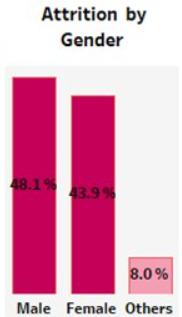 Attrition by
Gender
48.1 %
43.9 %
8.0 %
Male Female Others